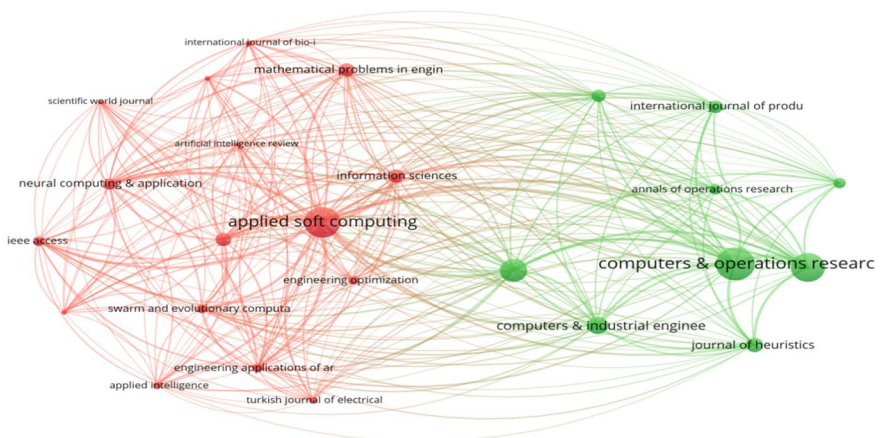 international journal of bio-i
mathematical problems in engin
scientific world journal
international journal of produ
artificial intelligence review
information sciences
neural computing & application
annals of operations research
applied soft computing
ieee access
computers & operations researc
engineering optimization
swarm and evolutionary computa
computers & industrial enginee
journal of heuristics
engineering applications of ar
applied intelligence
turkish journal of electrical